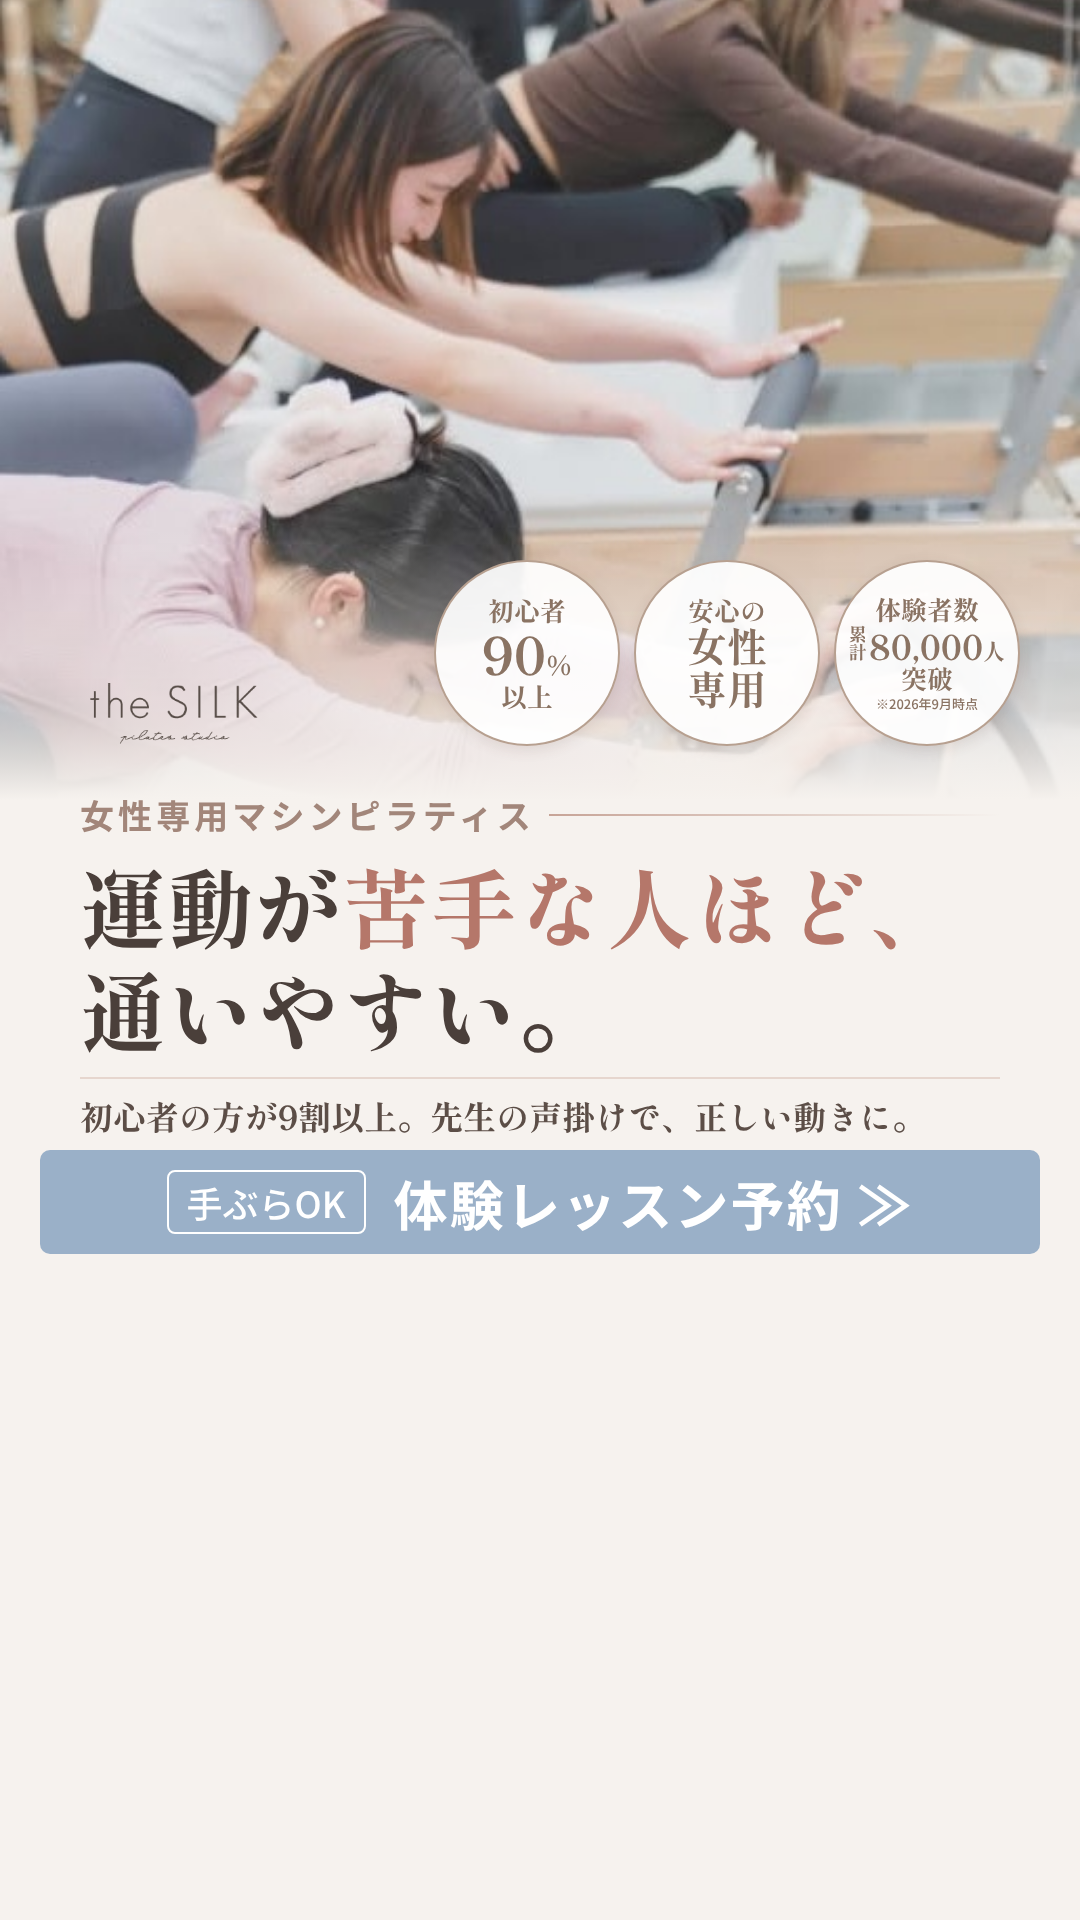 初心者
90%
以上
安心の
女性
専用
体験者数
累計80,000人
突破
※2026年9月時点
the SILK
pilates studio
女性専用マシンピラティス
運動が苦手な人ほど、
通いやすい。
初心者の方が9割以上。先生の声掛けで、正しい動きに。
手ぶらOK 体験レッスン予約 ≫